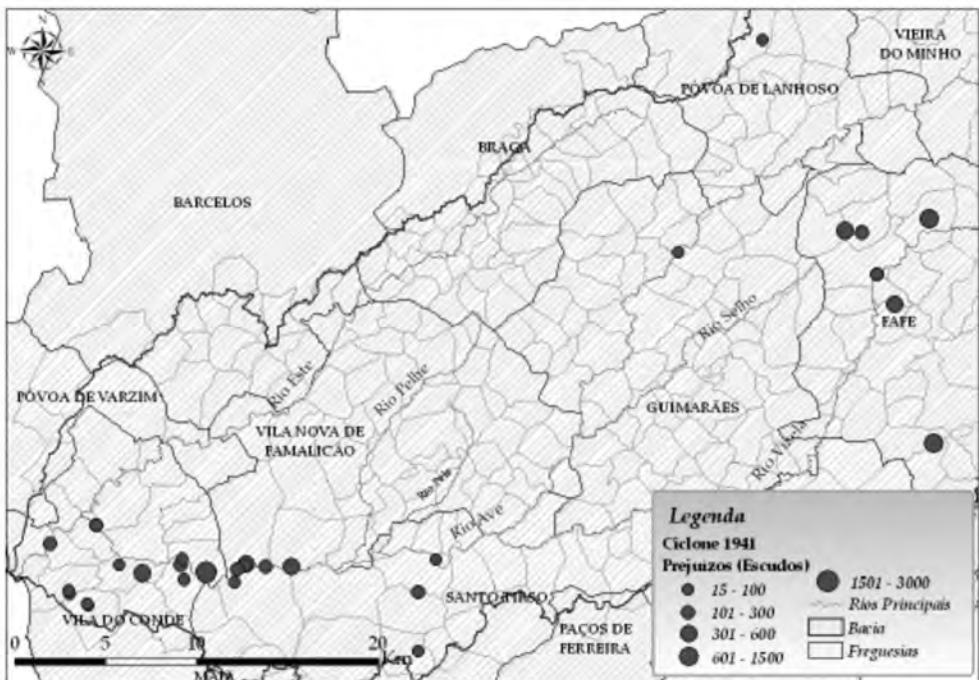 N
W
E
S
VIEIRA
DO MINHO
PÓVOA DE LANHOSO
BRAGA
BARCELOS
Rio Selho
FAFE
Rio Este
Rio Pelhe
PÓVOA DE VARZIM
GUIMARÃES
VILA NOVA DE
FAMALICÃO
Rio Vizela
Rio Ave
SANTO TIRSO
VILA DO CONDE
PAÇOS DE
FERREIRA
MAIA
0 10 20
Km
Legenda
Ciclone 1941
Prejuizos (Escudos)
15 - 100
101 - 300
301 - 600
601 - 1500
1501 - 3000
Rios Principais
Bacia
Freguesias